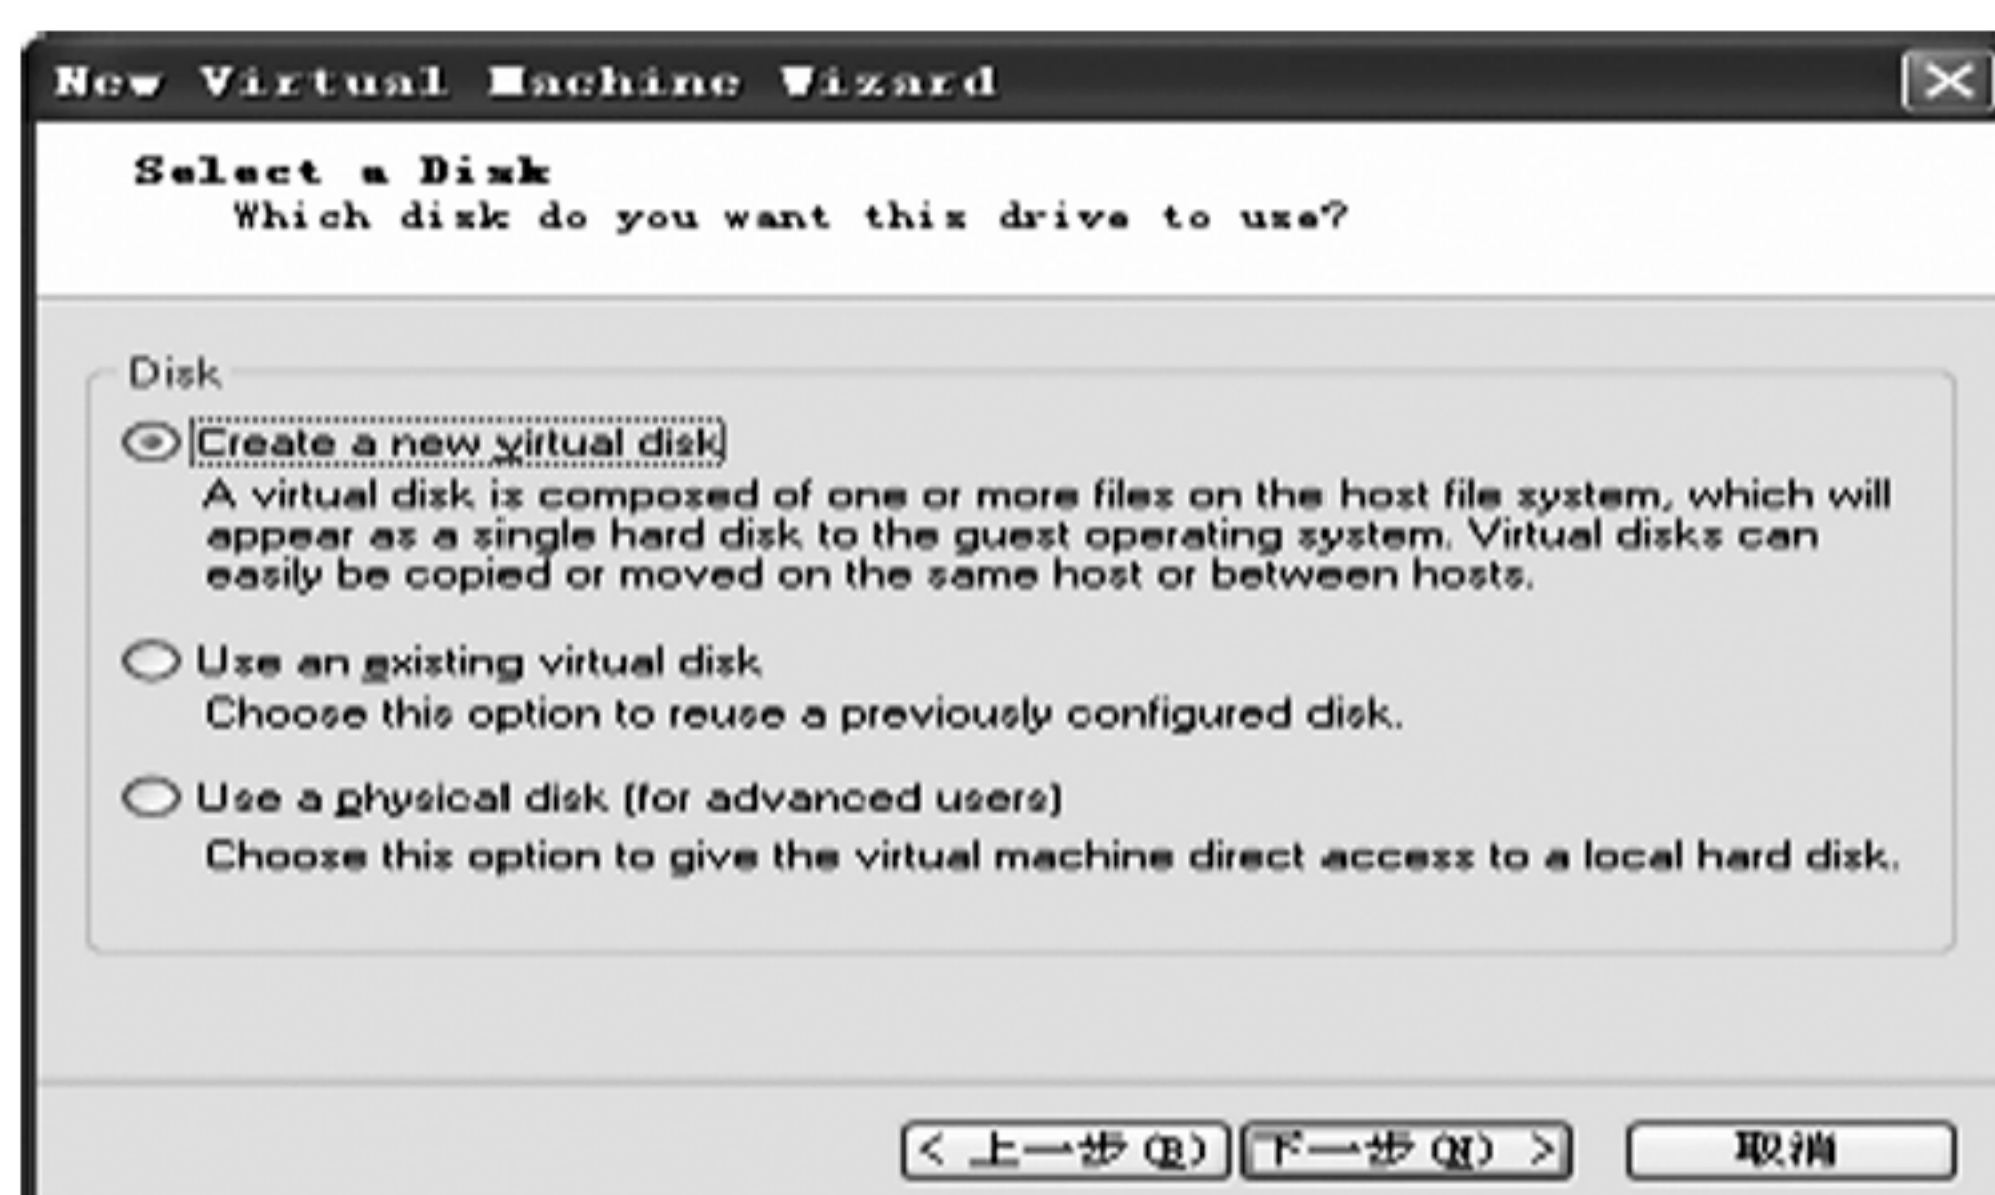 New Virtual Machine Wizard
Select a Disk
Which disk do you want this drive to use?
Disk
Create a new virtual disk
A virtual disk is composed of one or more files on the host file system, which will
appear as a single hard disk to the guest operating system. Virtual disks can
easily be copied or moved on the same host or between hosts.
Use an existing virtual disk
Choose this option to reuse a previously configured disk.
Use a physical disk (for advanced users)
Choose this option to give the virtual machine direct access to a local hard disk.
< 上一步(B) 下一步(N) > 取消